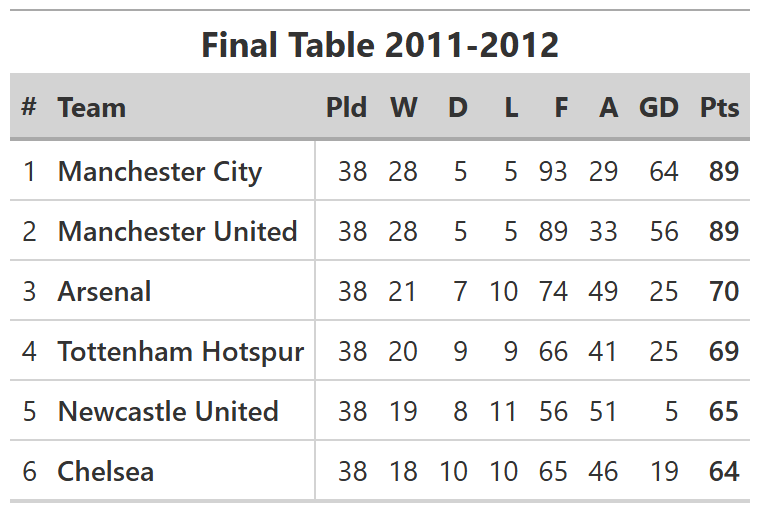 Final Table 2011-2012
# Team Pld W D L F A GD Pts
1 Manchester City 38 28 5 5 93 29 64 89
2 Manchester United 38 28 5 5 89 33 56 89
3 Arsenal 38 21 7 10 74 49 25 70
4 Tottenham Hotspur 38 20 9 9 66 41 25 69
5 Newcastle United 38 19 8 11 56 51 5 65
6 Chelsea 38 18 10 10 65 46 19 64